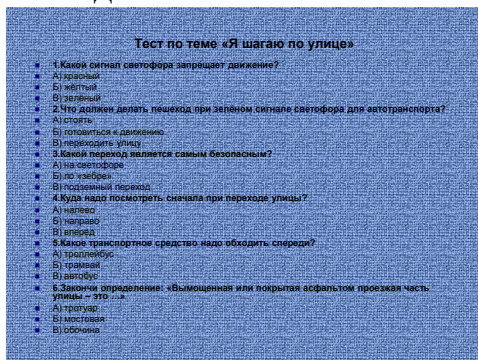 Тест по теме «Я шагаю по улице»
1.Какой сигнал светофора запрещает движение?
А) красный
Б) жёлтый
В) зелёный
2.Что должен делать пешеход при зелёном сигнале светофора для автотранспорта?
А) стоять
Б) готовиться к движению
В) переходить улицу
3.Какой переход является самым безопасным?
А) на светофоре
Б) по «зебре»
В) подземный переход
4.Куда надо посмотреть сначала при переходе улицы?
А) налево
Б) направо
В) вперёд
5.Какое транспортное средство надо обходить спереди?
А) троллейбус
Б) трамвай
В) автобус
6.Закончи определение: «Вымощенная или покрытая асфальтом проезжая часть
улицы – это …»
А) тротуар
Б) мостовая
В) обочина